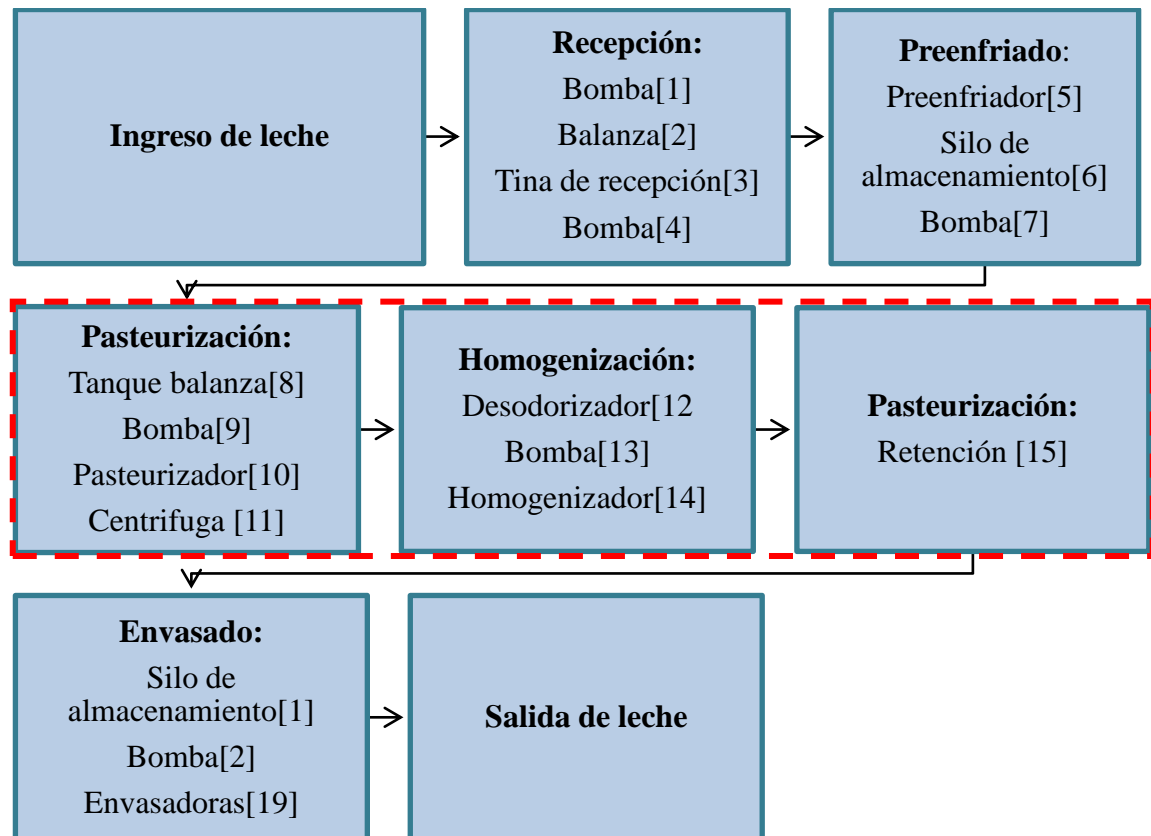 Ingreso de leche
Recepción:
Bomba[1]
Balanza[2]
Tina de recepción[3]
Bomba[4]
Preenfriado:
Preenfriador[5]
Silo de
almacenamiento[6]
Bomba[7]
Pasteurización:
Tanque balanza[8]
Bomba[9]
Pasteurizador[10]
Centrifuga [11]
Homogenización:
Desodorizador[12
Bomba[13]
Homogenizador[14]
Pasteurización:
Retención [15]
Envasado:
Silo de
almacenamiento[1]
Bomba[2]
Envasadoras[19]
Salida de leche